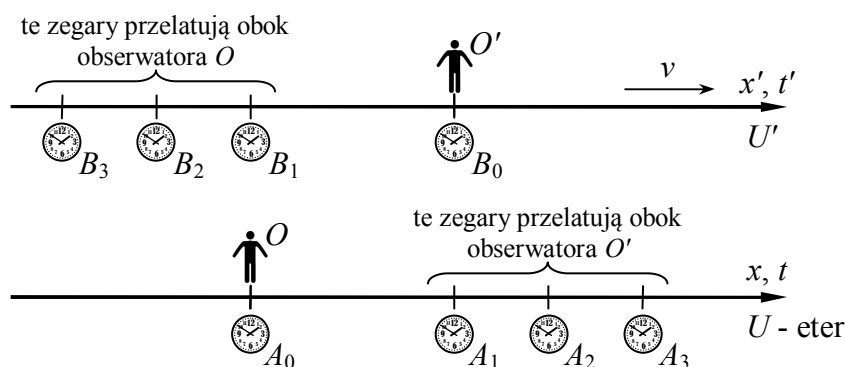 te zegary przelatują obok
obserwatora O
O'
v
x', t'
U'
B₃
B₂
B₁
B₀
te zegary przelatują obok
obserwatora O'
O
x, t
U - eter
A₀
A₁
A₂
A₃